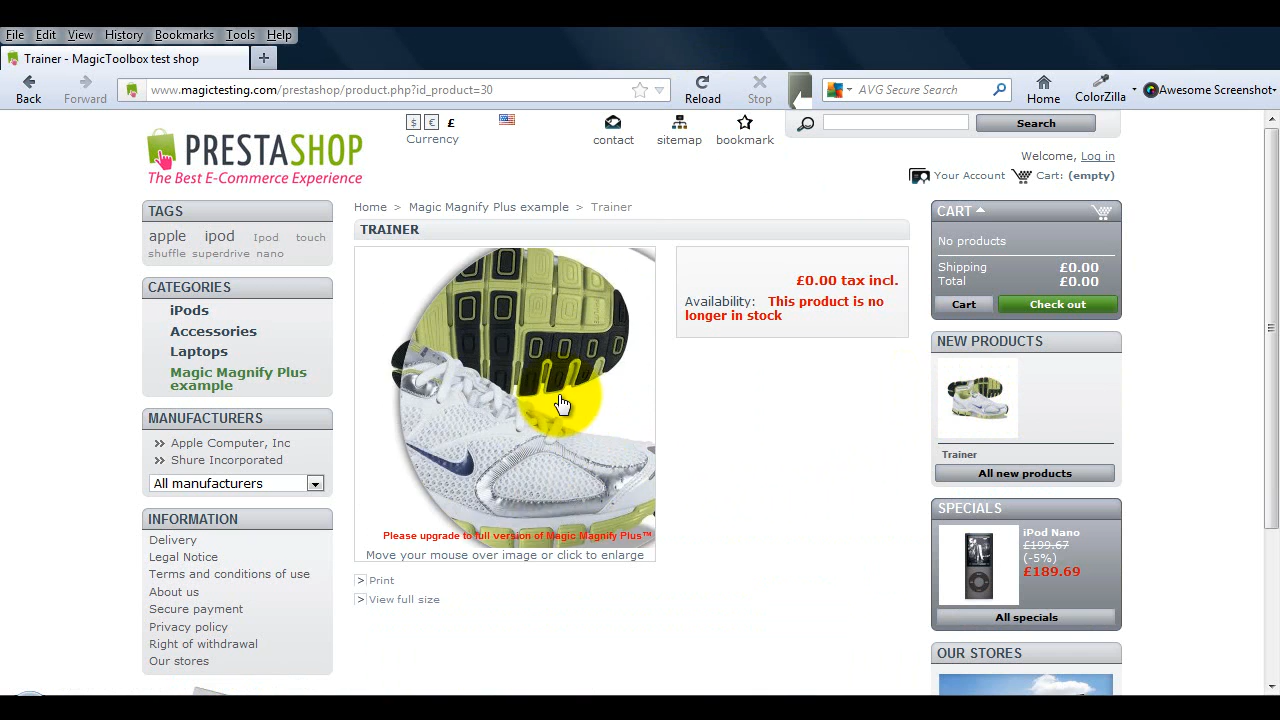 File Edit View History Bookmarks Tools Help
Trainer - MagicToolbox test shop
Back Forward www.magictesting.com/prestashop/product.php?id_product=30 Reload Stop AVG Secure Search Home ColorZilla Awesome Screenshot
$ € £
Currency
contact sitemap bookmark
Search
PRESTASHOP
The Best E-Commerce Experience
Welcome, Log in
Your Account Cart: (empty)
TAGS
apple ipod Ipod touch
shuffle superdrive nano
CATEGORIES
iPods
Accessories
Laptops
Magic Magnify Plus
example
MANUFACTURERS
>> Apple Computer, Inc
>> Shure Incorporated
All manufacturers
INFORMATION
Delivery
Legal Notice
Terms and conditions of use
About us
Secure payment
Privacy policy
Right of withdrawal
Our stores
Home > Magic Magnify Plus example > Trainer
TRAINER
Please upgrade to full version of Magic Magnify Plus™
Move your mouse over image or click to enlarge
> Print
> View full size
£0.00 tax incl.
Availability: This product is no
longer in stock
CART
No products
Shipping £0.00
Total £0.00
Cart Check out
NEW PRODUCTS
Trainer
All new products
SPECIALS
iPod Nano
£199.67
(-5%)
£189.69
All specials
OUR STORES